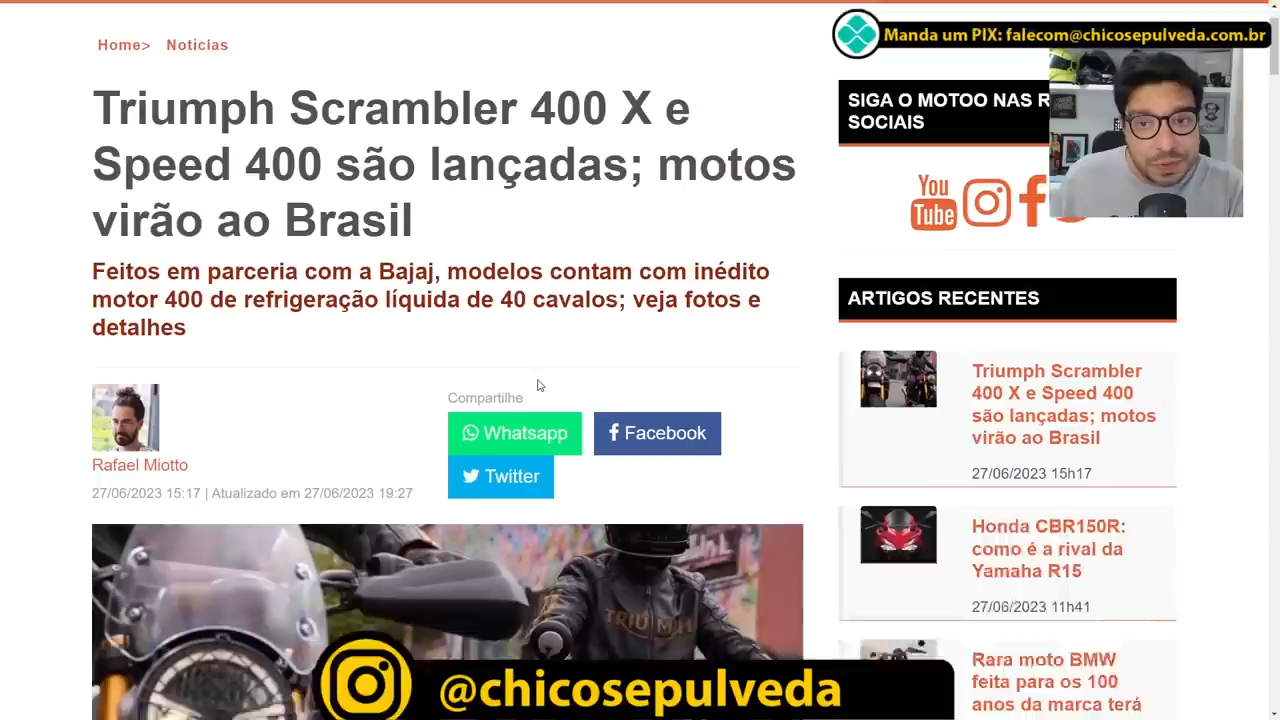 Home> Noticias
Triumph Scrambler 400 X e
Speed 400 são lançadas; motos
virão ao Brasil
Feitos em parceria com a Bajaj, modelos contam com inédito
motor 400 de refrigeração líquida de 40 cavalos; veja fotos e
detalhes
Rafael Miotto
27/06/2023 15:17 | Atualizado em 27/06/2023 19:27
Compartilhe
Whatsapp
Facebook
Twitter
TRIUMPH
@chicosepulveda
Manda um PIX: falecom@chicosepulveda.com.br
SIGA O MOTOO NAS R
SOCIAIS
You
Tube
ARTIGOS RECENTES
Triumph Scrambler
400 X e Speed 400
são lançadas; motos
virão ao Brasil
27/06/2023 15h17
Honda CBR150R:
como é a rival da
Yamaha R15
27/06/2023 11h41
Rara moto BMW
feita para os 100
anos da marca terá